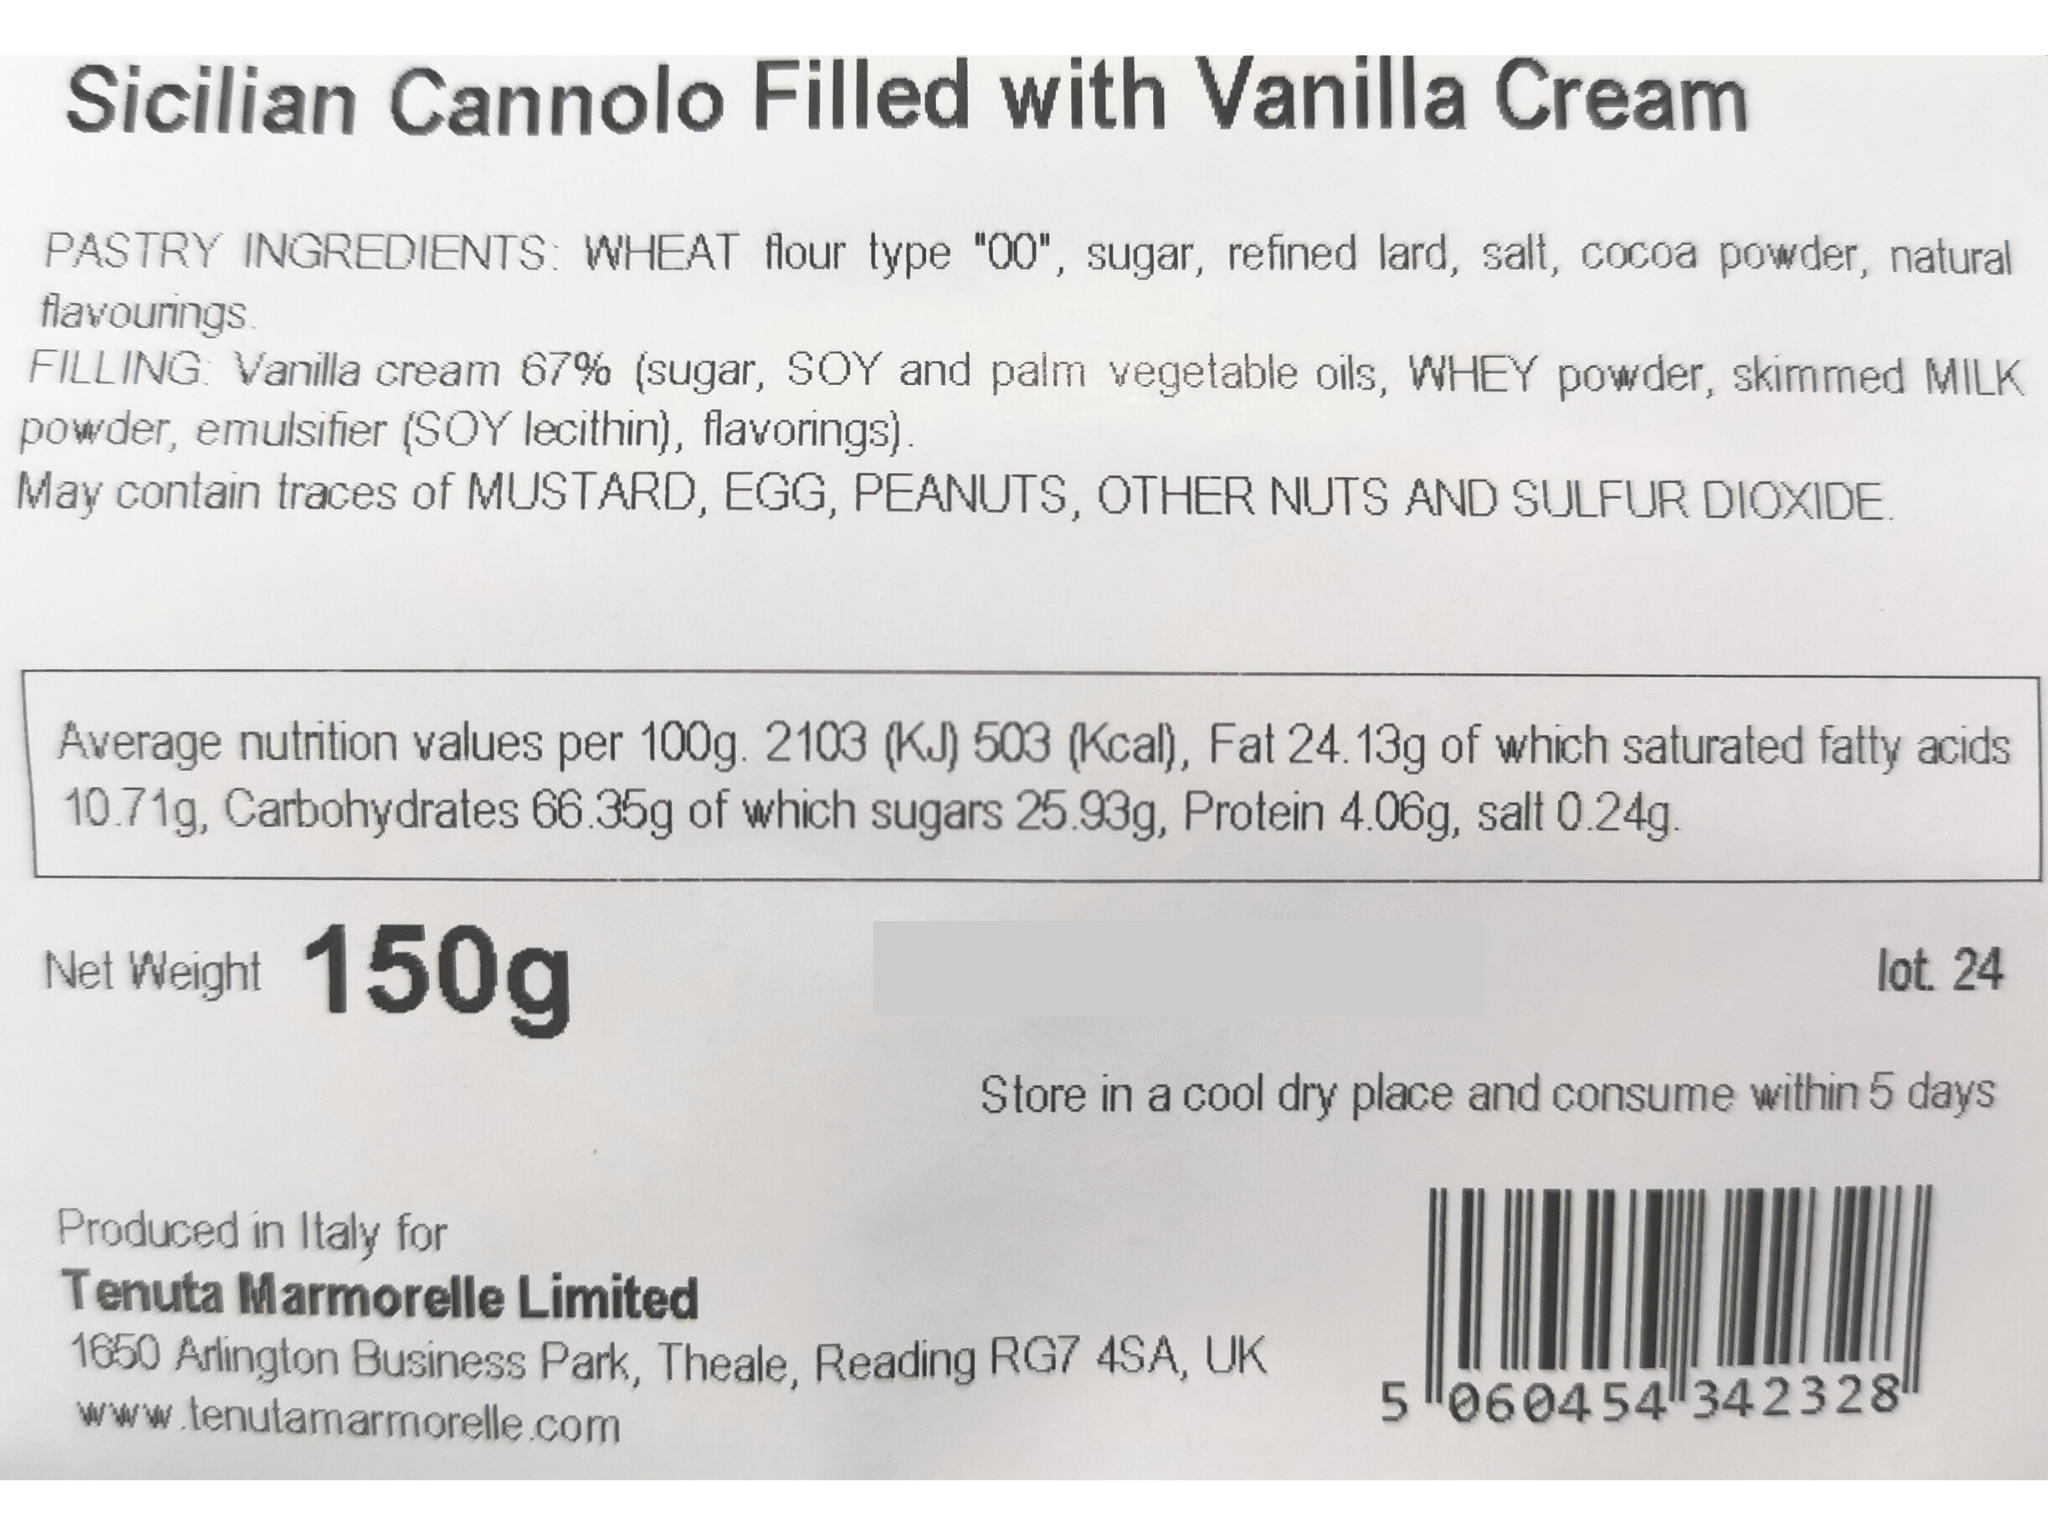 Sicilian Cannolo Filled with Vanilla Cream
PASTRY INGREDIENTS: WHEAT flour type "00", sugar, refined lard, salt, cocoa powder, natural
flavourings.
FILLING: Vanilla cream 67% (sugar, SOY and palm vegetable oils, WHEY powder, skimmed MILK
powder, emulsifier (SOY lecithin), flavorings).
May contain traces of MUSTARD, EGG, PEANUTS, OTHER NUTS AND SULFUR DIOXIDE.
Average nutrition values per 100g. 2103 (KJ) 503 (Kcal), Fat 24.13g of which saturated fatty acids
10.71g, Carbohydrates 66.35g of which sugars 25.93g, Protein 4.06g, salt 0.24g.
Net Weight 150g
lot. 24
Store in a cool dry place and consume within 5 days
Produced in Italy for
Tenuta Marmorelle Limited
1650 Arlington Business Park, Theale, Reading RG7 4SA, UK
www.tenutamarmorelle.com
5 060454 342328